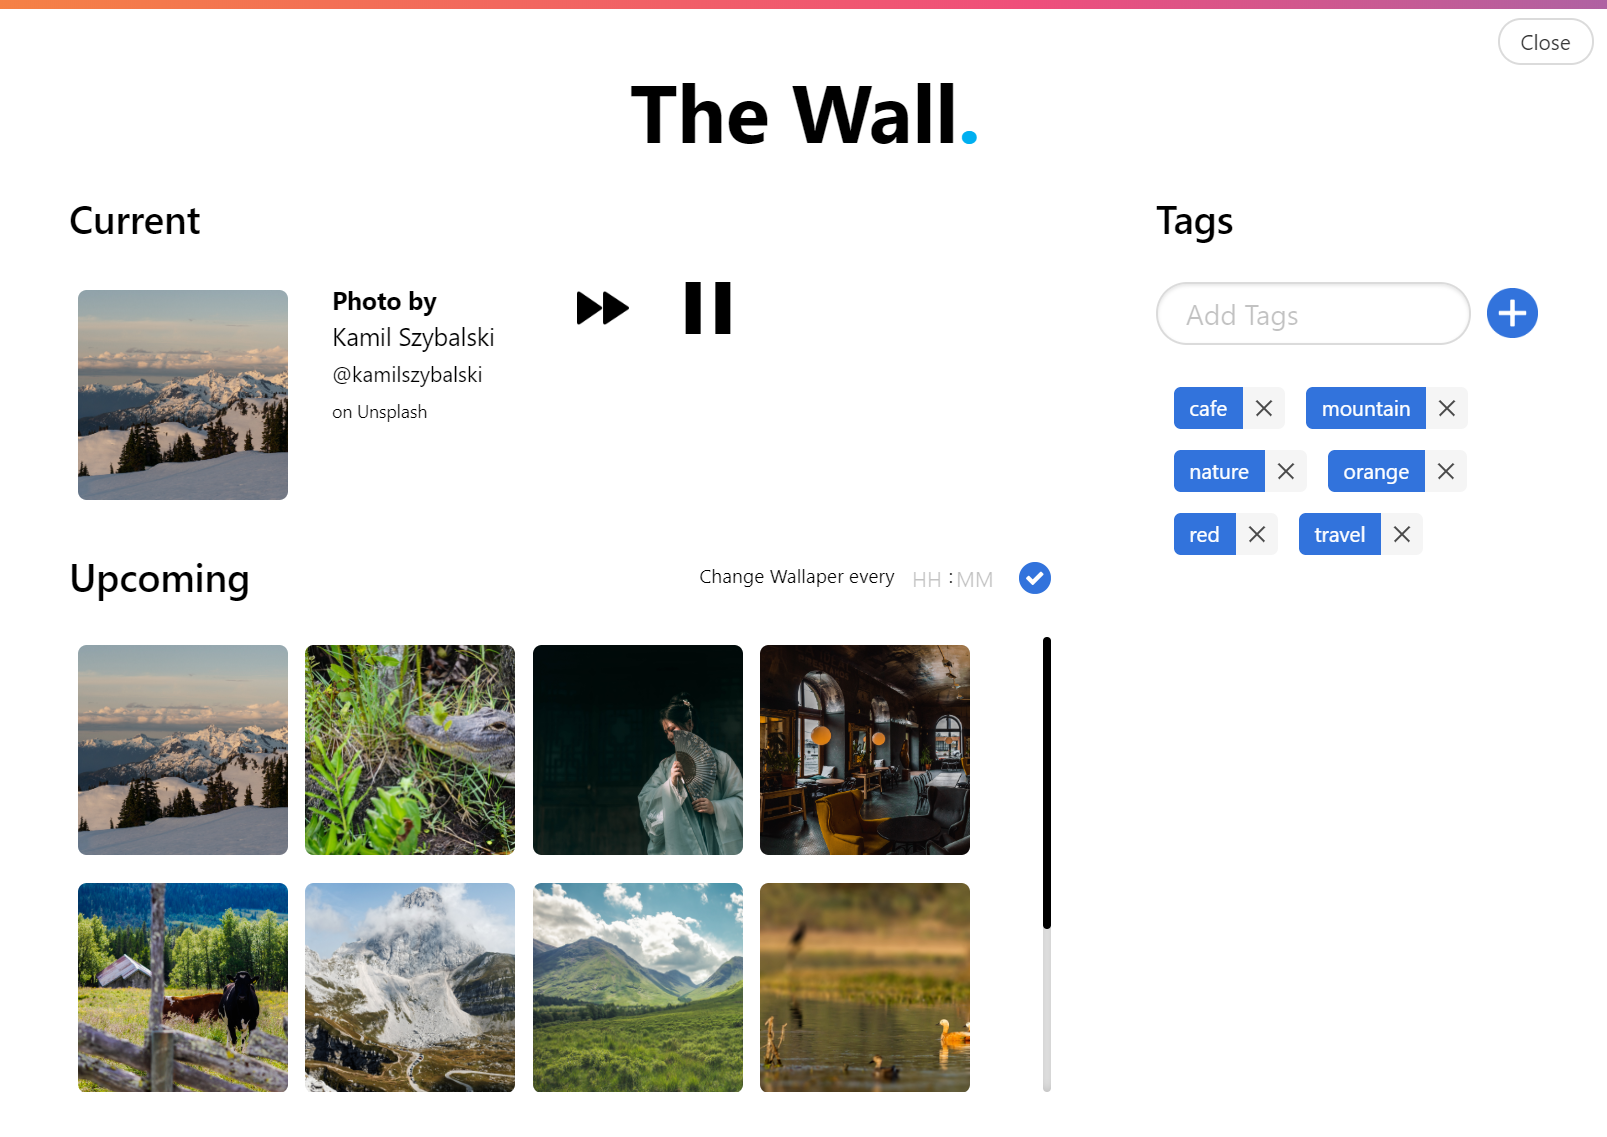 Close
The Wall.
Current
Photo by
Kamil Szybalski
@kamilszybalski
on Unsplash
Tags
Add Tags
cafe
mountain
nature
orange
red
travel
Upcoming
Change Wallaper every HH : MM